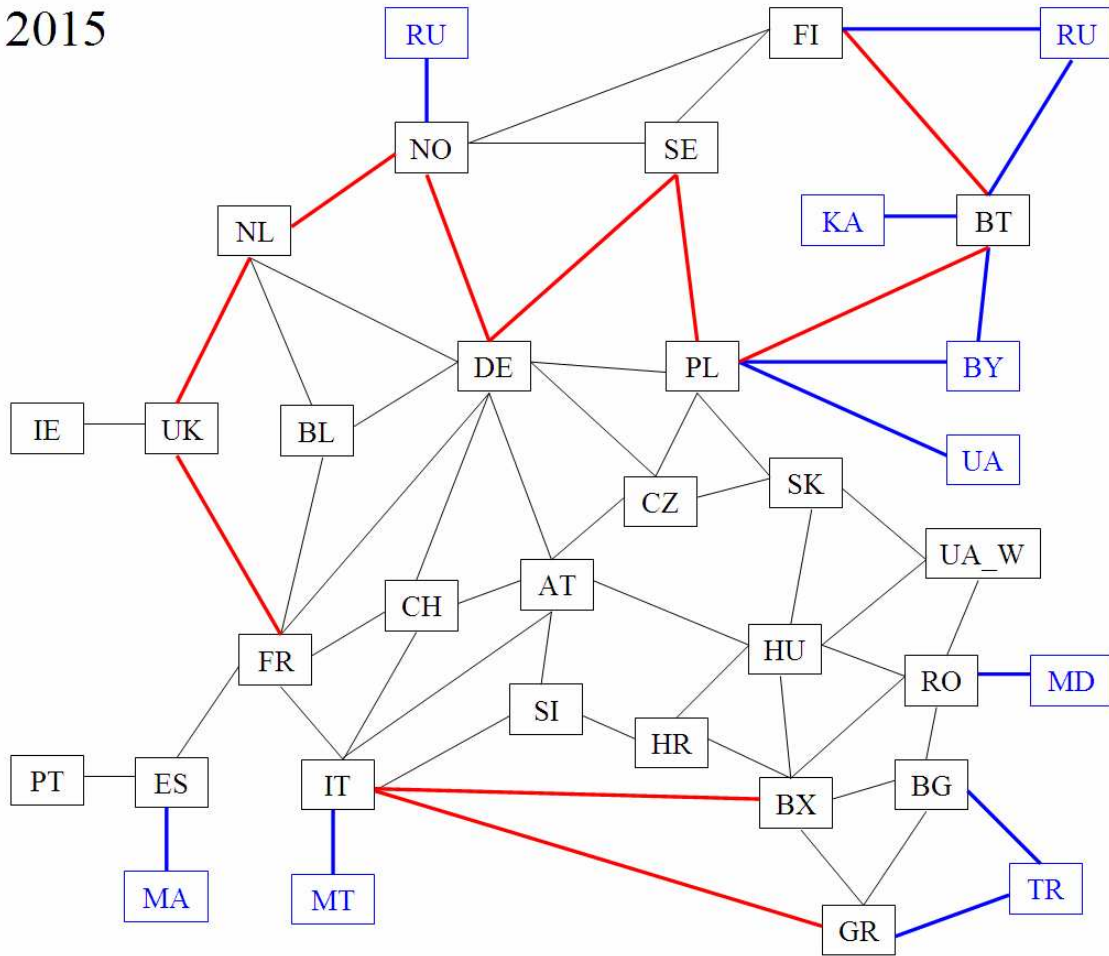 2015
RU
FI
RU
NO
SE
NL
KA
BT
DE
PL
BY
IE
UK
BL
UA
CZ
SK
UA_W
CH
AT
FR
HU
RO
MD
SI
HR
PT
ES
IT
BX
BG
MA
MT
TR
GR